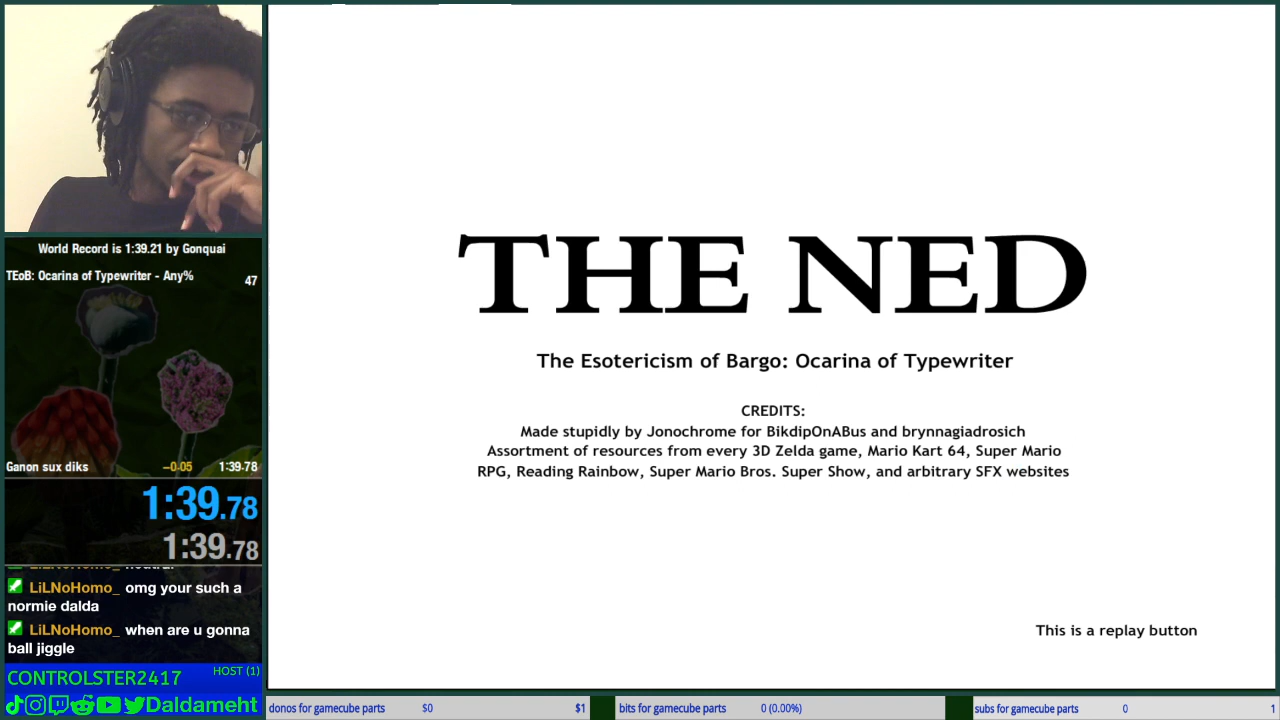 World Record is 1:39.21 by Gonquai
TEoB: Ocarina of Typewriter - Any%
47
Ganon sux diks −0.05 1:39.78
1:39.78
1:39.78
LiLNoHomo_ omg your such a
normie dalda
LiLNoHomo_ when are u gonna
ball jiggle
CONTROLSTER2417 HOST (1)
Daldameht
THE NED
The Esotericism of Bargo: Ocarina of Typewriter
CREDITS:
Made stupidly by Jonochrome for BikdipOnABus and brynnagiadrosich
Assortment of resources from every 3D Zelda game, Mario Kart 64, Super Mario
RPG, Reading Rainbow, Super Mario Bros. Super Show, and arbitrary SFX websites
This is a replay button
donos for gamecube parts $0 $1
bits for gamecube parts 0 (0.00%)
subs for gamecube parts 0 1